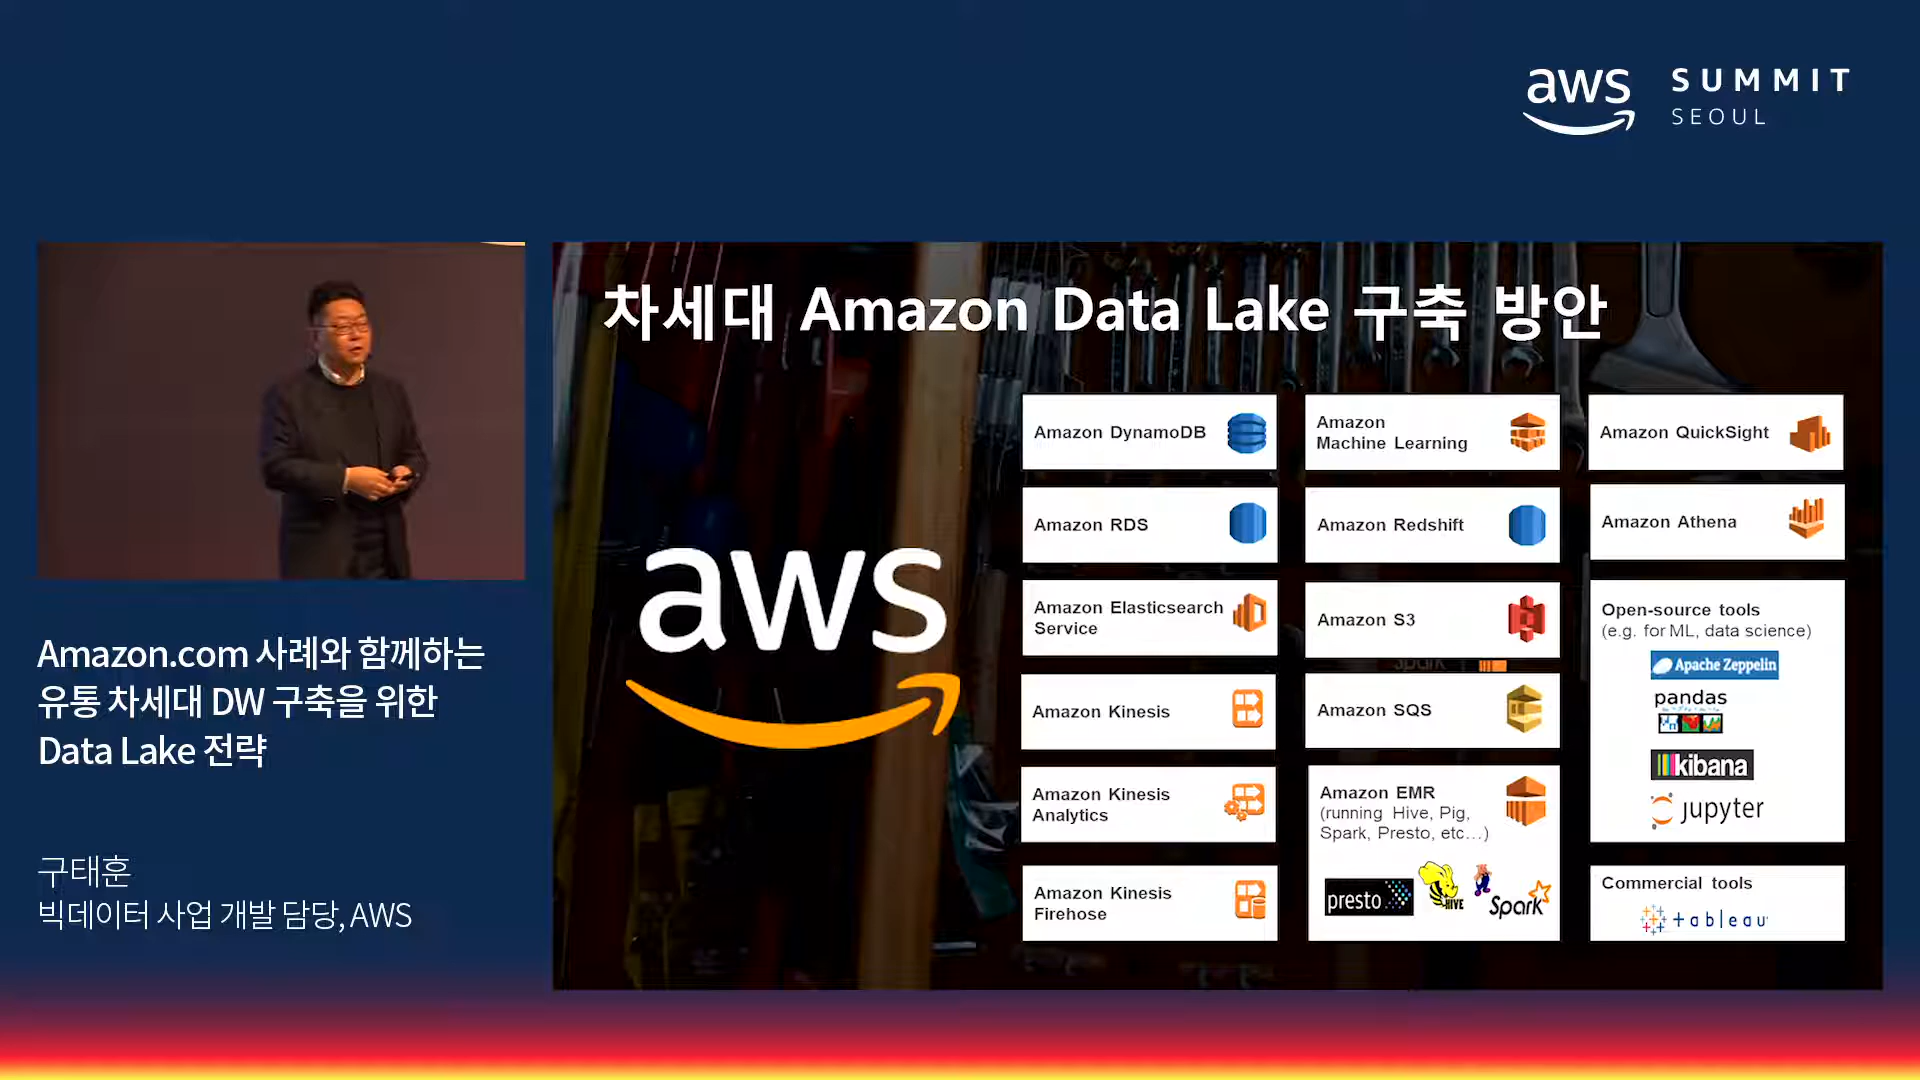 aws SUMMIT
SEOUL
차세대 Amazon Data Lake 구축 방안
aws
Amazon DynamoDB
Amazon RDS
Amazon Elasticsearch
Service
Amazon Kinesis
Amazon Kinesis
Analytics
Amazon Kinesis
Firehose
Amazon
Machine Learning
Amazon Redshift
Amazon S3
Spark
Amazon SQS
Amazon EMR
(running Hive, Pig,
Spark, Presto, etc...)
presto
HIVE
Spark
Amazon QuickSight
Amazon Athena
Open-source tools
(e.g. for ML, data science)
Apache Zeppelin
pandas
kibana
jupyter
Commercial tools
tableau
Amazon.com 사례와 함께하는
유통 차세대 DW 구축을 위한
Data Lake 전략
구태훈
빅데이터 사업 개발 담당, AWS